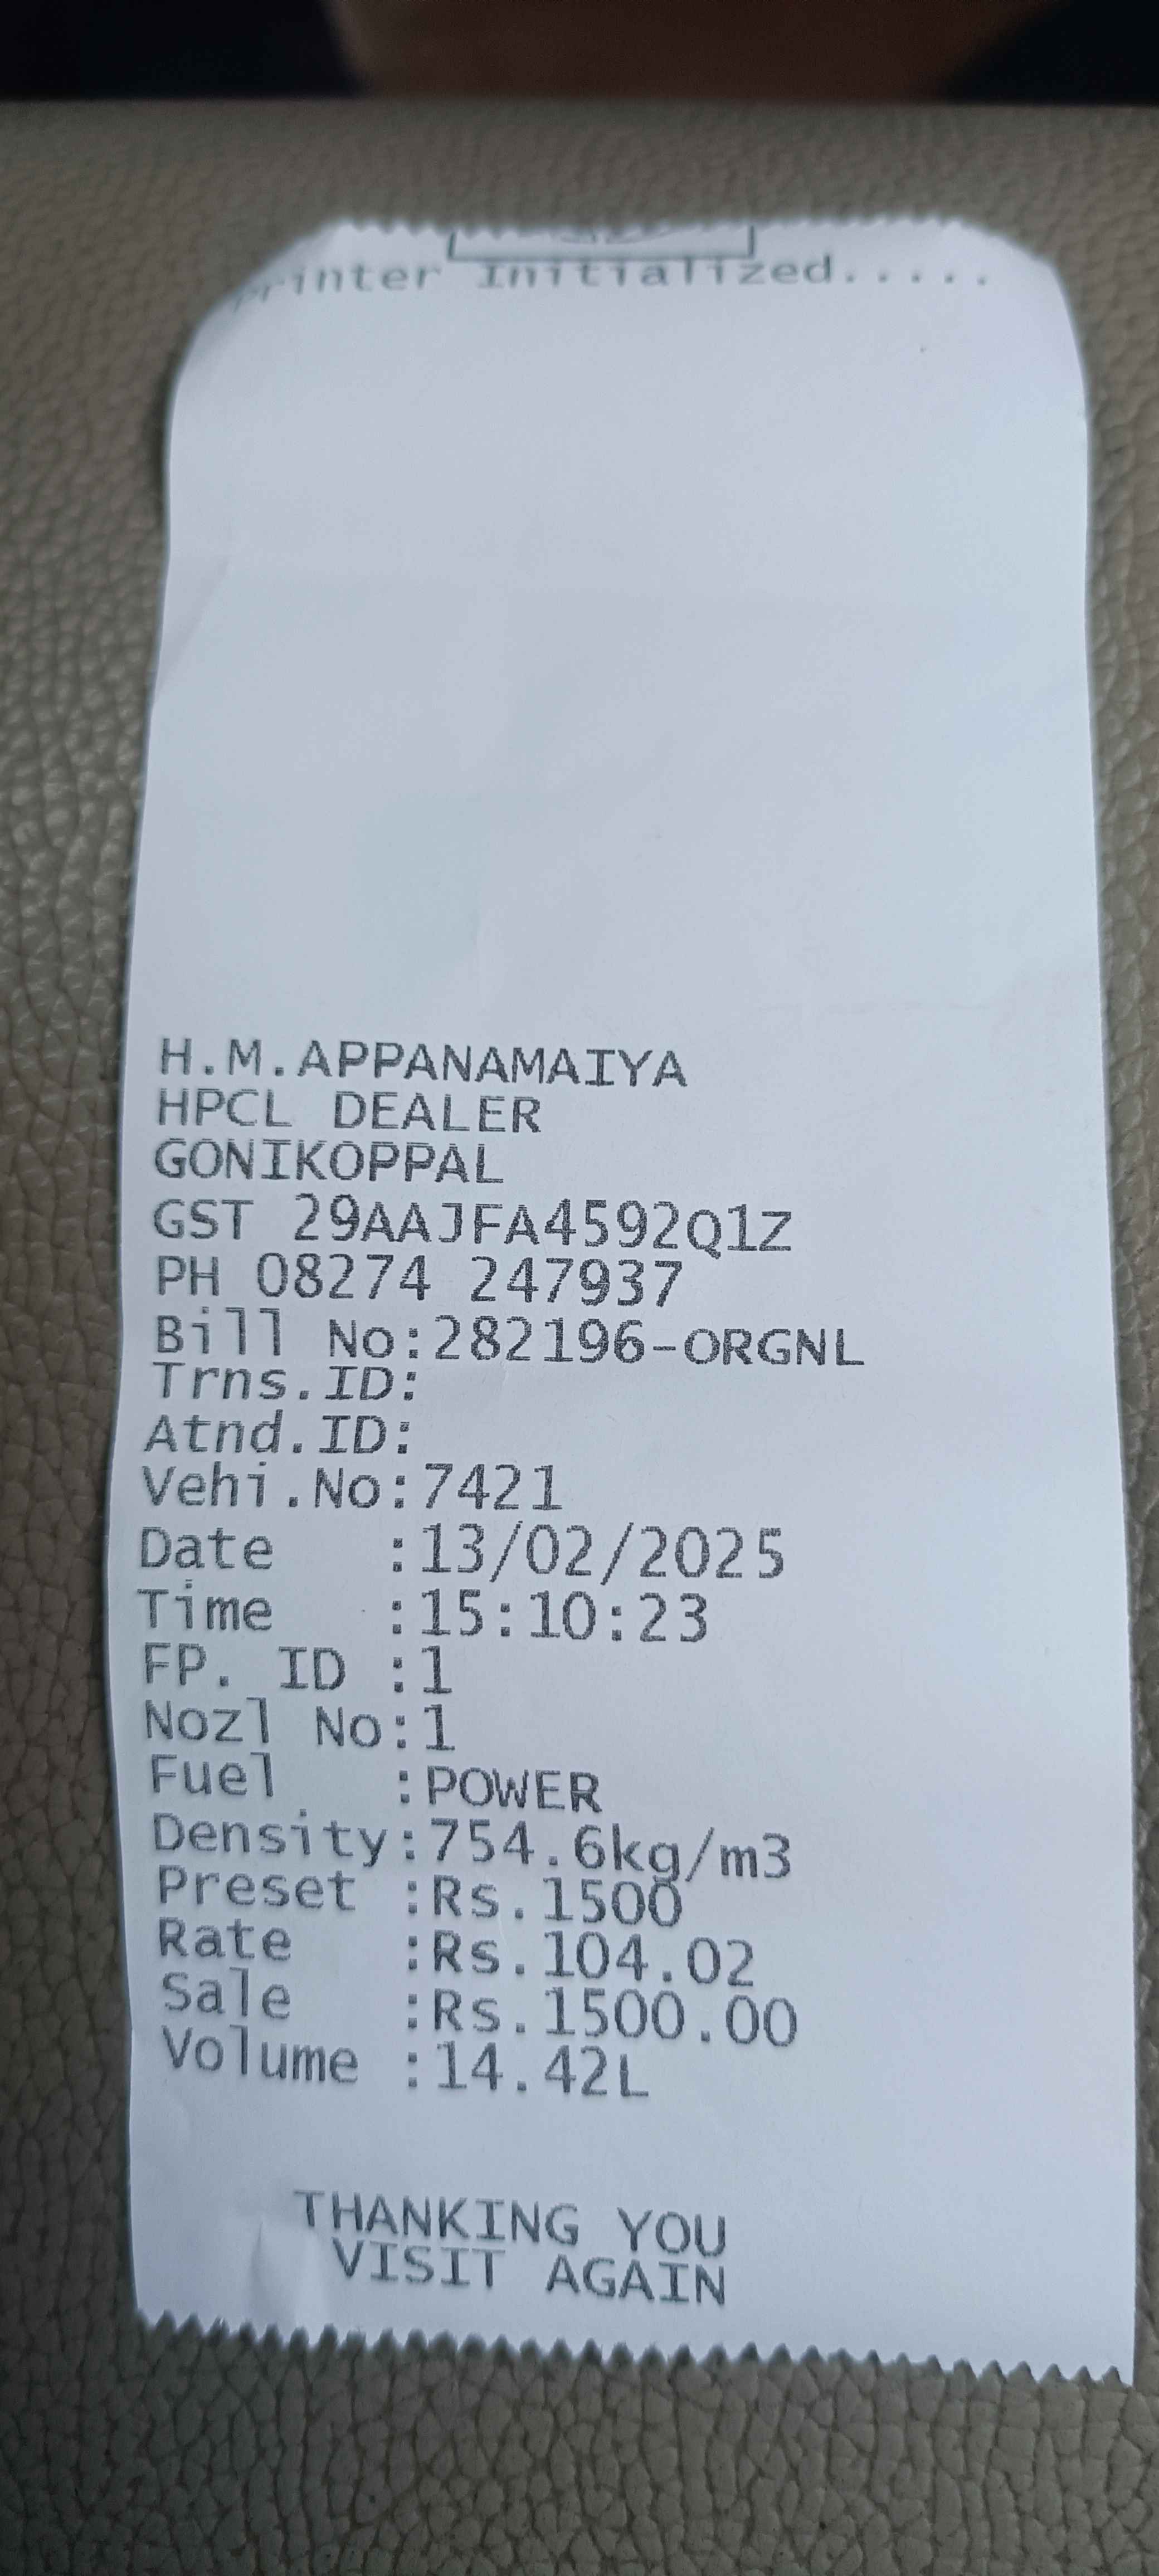 Printer Initialized.....
H.M.APPANAMAIYA
HPCL DEALER
GONIKOPPAL
GST 29AAJFA4592Q1Z
PH 08274 247937
Bill No:282196-ORGNL
Trns.ID:
Atnd.ID:
Vehi.No:7421
Date :13/02/2025
Time :15:10:23
FP. ID :1
Nozl No:1
Fuel :POWER
Density:754.6kg/m3
Preset :Rs.1500
Rate :Rs.104.02
Sale :Rs.1500.00
Volume :14.42L
THANKING YOU
VISIT AGAIN